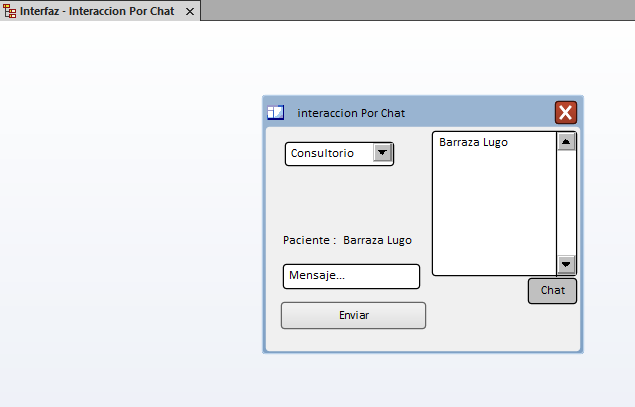 Interfaz - Interaccion Por Chat
interaccion Por Chat
Consultorio
Barraza Lugo
Paciente : Barraza Lugo
Mensaje...
Chat
Enviar